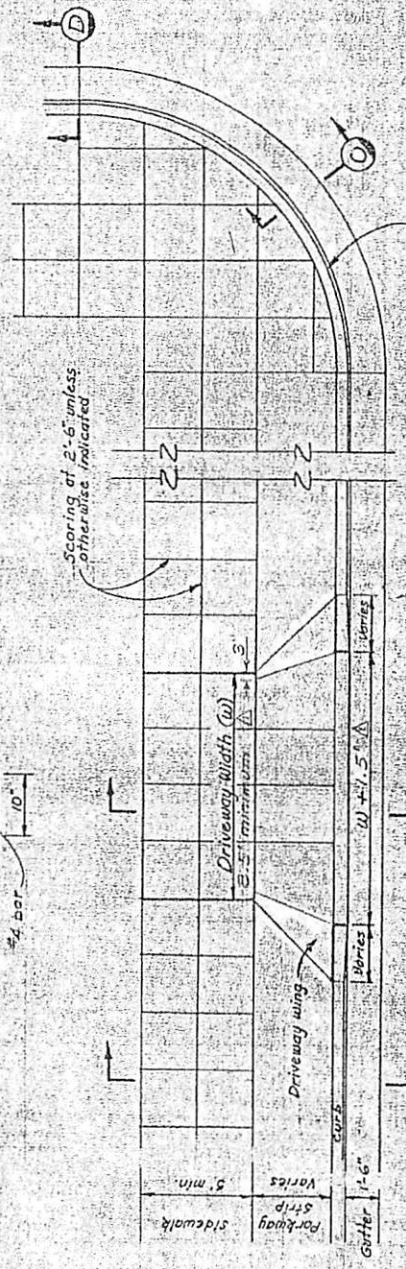 #4 bar
10"
Scoring at 2'-6" unless
otherwise indicated
D
Driveway Width (W)
8.5' minimum
3"
Driveway wing
Varies
W + 1.5'
Varies
Curb
Sidewalk
5' min.
Parkway
Strip
Varies
Gutter 1'-6"